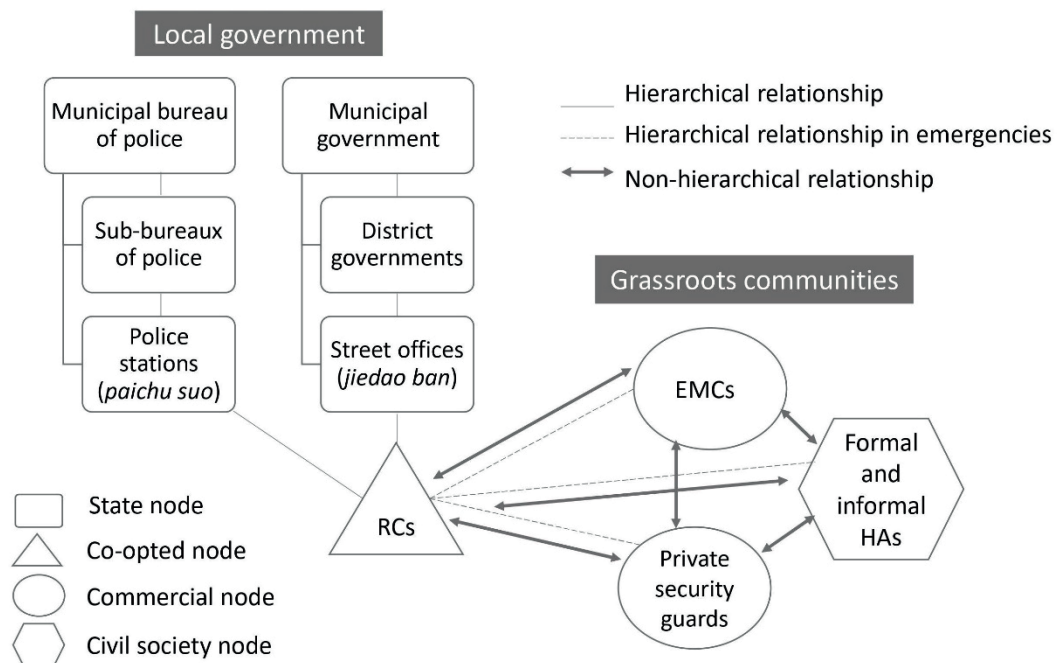 Local government
Municipal bureau
of police
Municipal
government
Hierarchical relationship
Hierarchical relationship in emergencies
Non-hierarchical relationship
Sub-bureaux
of police
District
governments
Grassroots communities
Police
stations
(paichu suo)
Street offices
(jiedao ban)
EMCs
Formal
and
informal
HAs
RCs
Private
security
guards
State node
Co-opted node
Commercial node
Civil society node